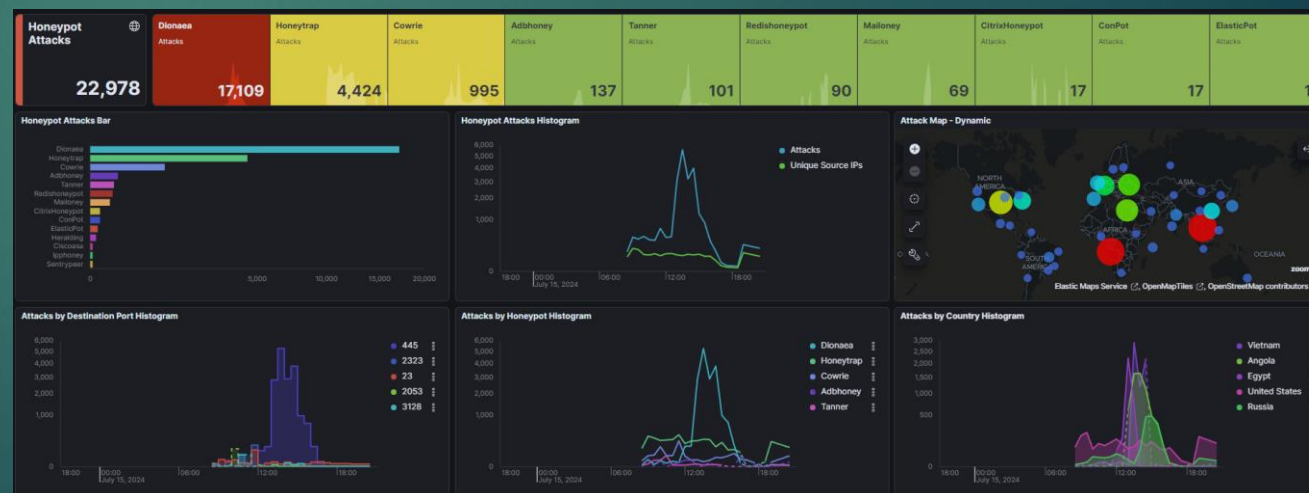 Honeypot Attacks
22,978
Dionaea
Attacks
17,109
Honeytrap
Attacks
4,424
Cowrie
Attacks
995
Adbhoney
Attacks
137
Tanner
Attacks
101
Redishoneypot
Attacks
90
Mailoney
Attacks
69
CitrixHoneypot
Attacks
17
ConPot
Attacks
17
ElasticPot
Attacks
Honeypot Attacks Bar
Dionaea
Honeytrap
Cowrie
Adbhoney
Tanner
Redishoneypot
Mailoney
CitrixHoneypot
ConPot
ElasticPot
Heralding
Ciscoasa
Ipphoney
Sentrypeer
0 5,000 10,000 15,000 20,000
Honeypot Attacks Histogram
6,000
5,000
4,000
3,000
2,000
1,000
0
18:00 00:00 06:00 12:00 18:00
July 15, 2024
Attacks
Unique Source IPs
Attack Map - Dynamic
NORTH AMERICA
ASIA
AFRICA
SOUTH AMERICA
OCEANIA
zoom
Elastic Maps Service, OpenMapTiles, OpenStreetMap contributors
Attacks by Destination Port Histogram
6,000
5,000
4,000
3,000
2,000
1,000
0
18:00 00:00 06:00 12:00 18:00
July 15, 2024
445
2323
23
2053
3128
Attacks by Honeypot Histogram
6,000
5,000
4,000
3,000
2,000
1,000
0
18:00 00:00 06:00 12:00 18:00
July 15, 2024
Dionaea
Honeytrap
Cowrie
Adbhoney
Tanner
Attacks by Country Histogram
3,000
2,500
2,000
1,500
1,000
500
0
18:00 00:00 06:00 12:00 18:00
July 15, 2024
Vietnam
Angola
Egypt
United States
Russia